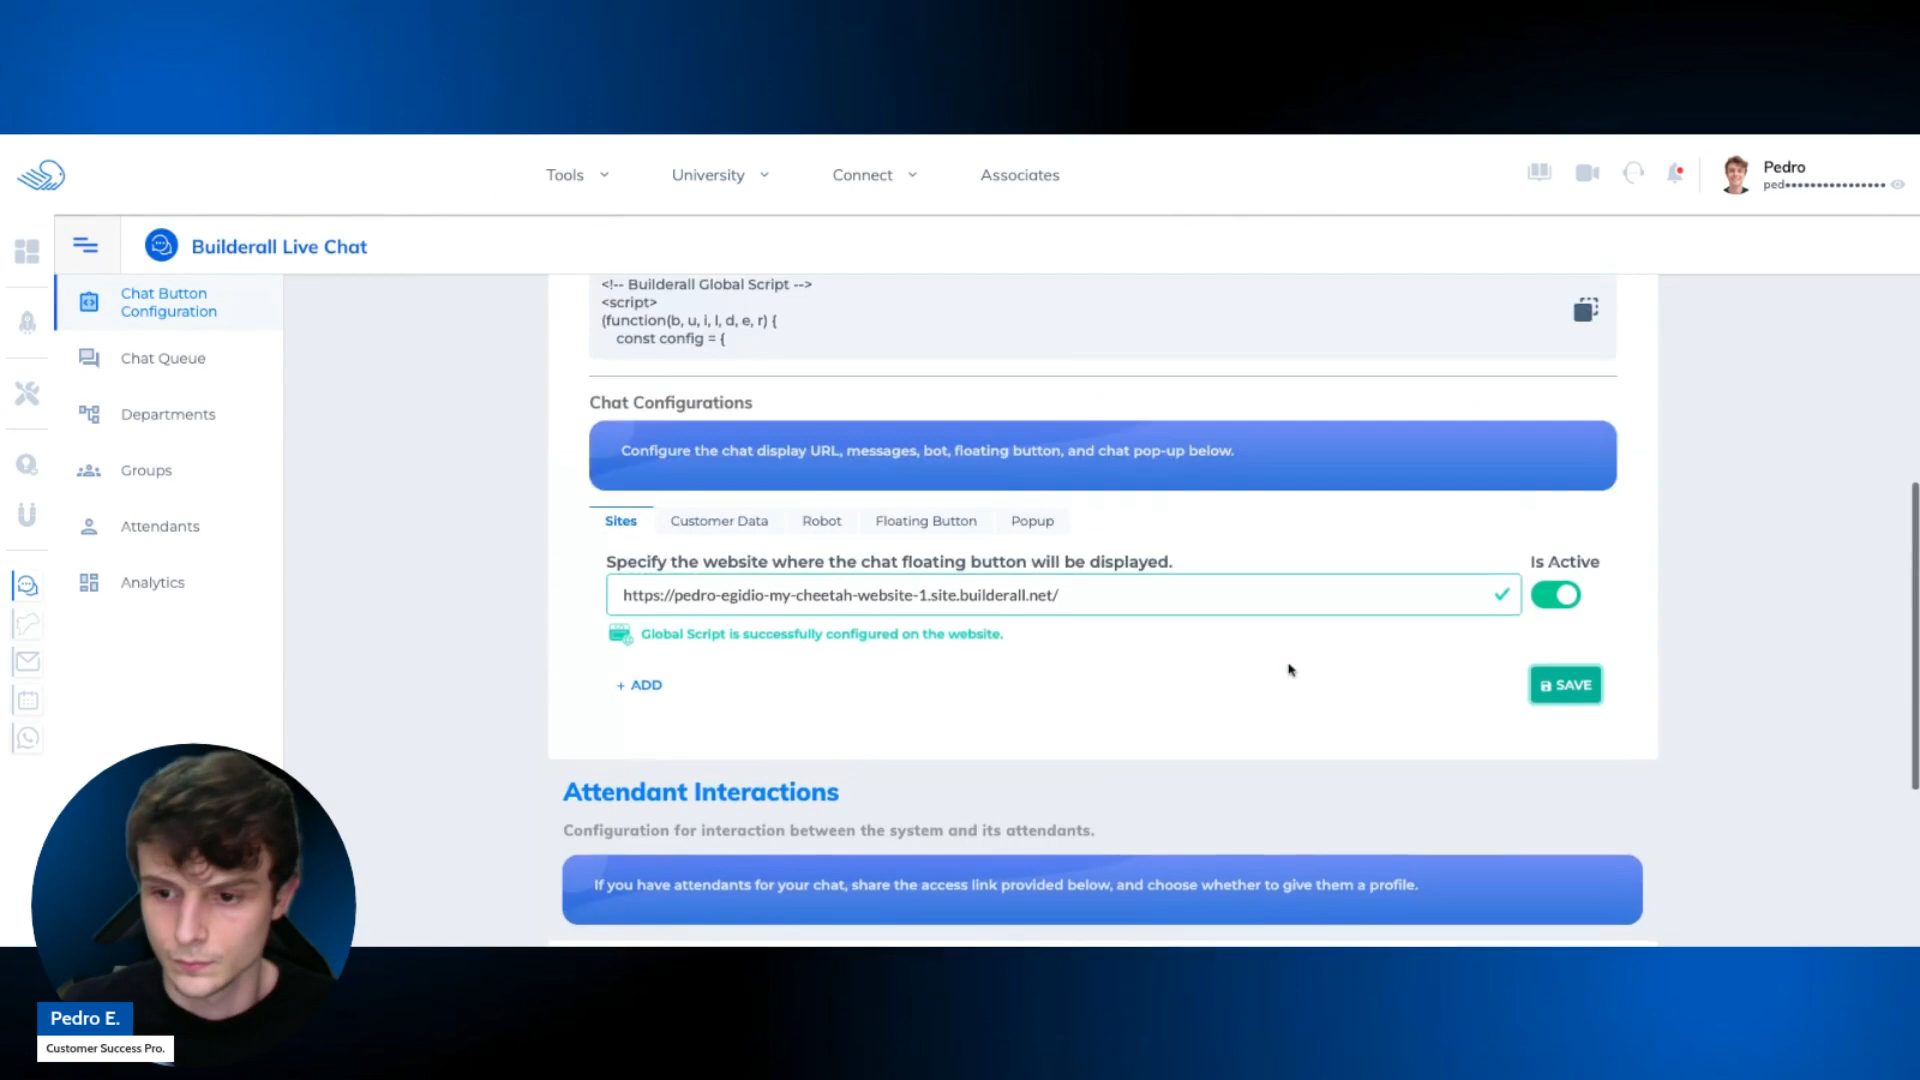 Tools
University
Connect
Associates
Pedro
ped••••••••••••••••
Builderall Live Chat
Chat Button
Configuration
Chat Queue
Departments
Groups
Attendants
Analytics
<!-- Builderall Global Script -->
<script>
(function(b, u, i, l, d, e, r) {
const config = {
Chat Configurations
Configure the chat display URL, messages, bot, floating button, and chat pop-up below.
Sites
Customer Data
Robot
Floating Button
Popup
Specify the website where the chat floating button will be displayed.
Is Active
https://pedro-egidio-my-cheetah-website-1.site.builderall.net/
Global Script is successfully configured on the website.
+ ADD
SAVE
Attendant Interactions
Configuration for interaction between the system and its attendants.
If you have attendants for your chat, share the access link provided below, and choose whether to give them a profile.
Pedro E.
Customer Success Pro.